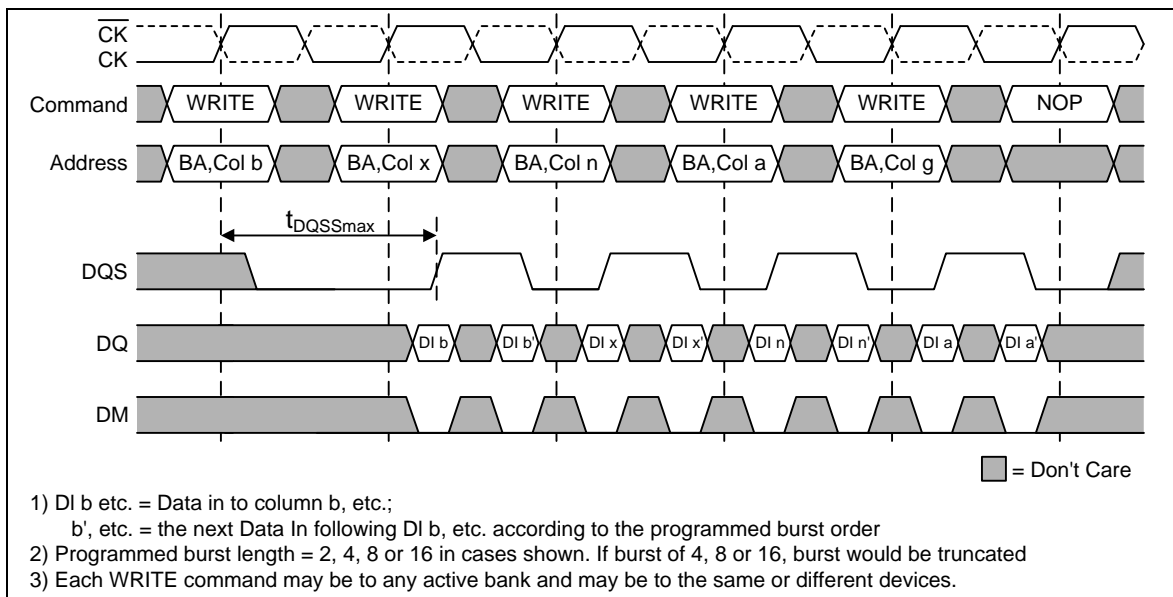 CK
CK
Command WRITE WRITE WRITE WRITE WRITE NOP
Address BA,Col b BA,Col x BA,Col n BA,Col a BA,Col g
tDQSSmax
DQS
DQ DI b DI b' DI x DI x' DI n DI n' DI a DI a'
DM
= Don't Care
1) DI b etc. = Data in to column b, etc.;
b', etc. = the next Data In following DI b, etc. according to the programmed burst order
2) Programmed burst length = 2, 4, 8 or 16 in cases shown. If burst of 4, 8 or 16, burst would be truncated
3) Each WRITE command may be to any active bank and may be to the same or different devices.